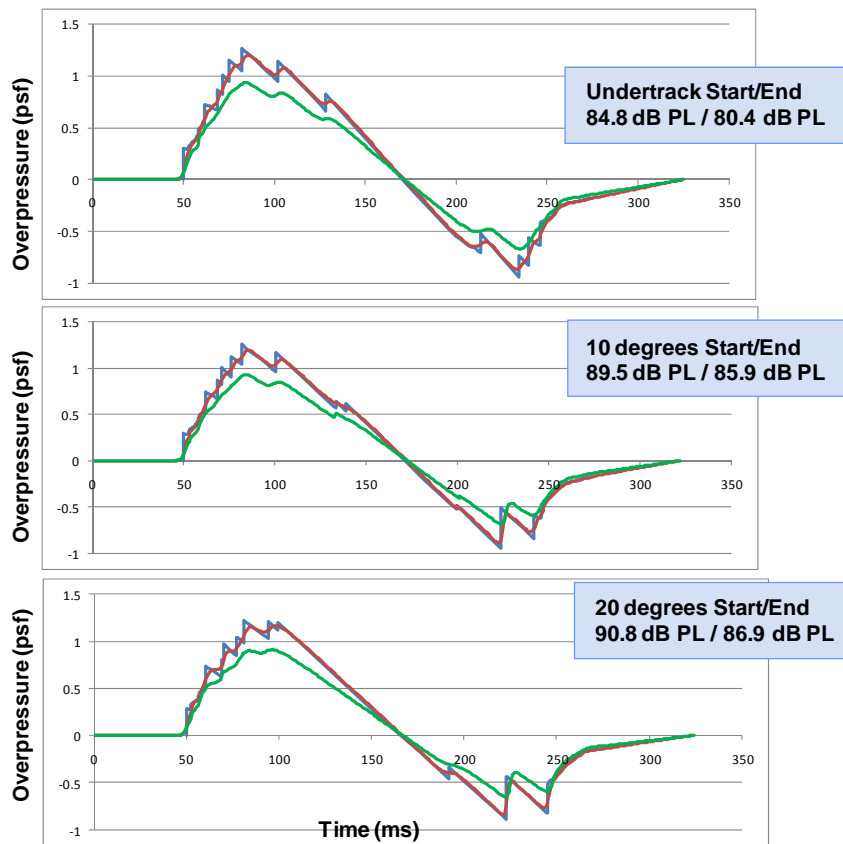 Overpressure (psf)
1.5
1
0.5
0
-0.5
-1
0 50 100 150 200 250 300 350
Undertrack Start/End
84.8 dB PL / 80.4 dB PL
Overpressure (psf)
1.5
1
0.5
0
-0.5
-1
0 50 100 150 200 250 300 350
10 degrees Start/End
89.5 dB PL / 85.9 dB PL
Overpressure (psf)
1.5
1
0.5
0
-0.5
-1
0 50 100 150 200 250 300 350
20 degrees Start/End
90.8 dB PL / 86.9 dB PL
Time (ms)